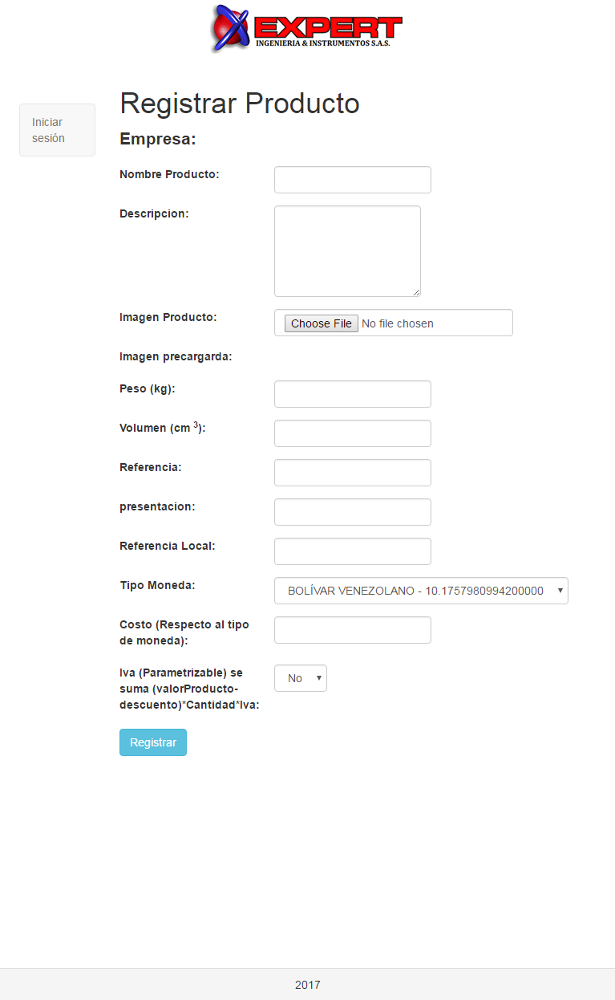 EXPERT
INGENIERIA & INSTRUMENTOS S.A.S.
Iniciar
sesión
Registrar Producto
Empresa:
Nombre Producto:
Descripcion:
Imagen Producto: Choose File No file chosen
Imagen precargarda:
Peso (kg):
Volumen (cm 3):
Referencia:
presentacion:
Referencia Local:
Tipo Moneda: BOLÍVAR VENEZOLANO - 10.1757980994200000
Costo (Respecto al tipo
de moneda):
Iva (Parametrizable) se
suma (valorProducto-
descuento)*Cantidad*Iva:
No
Registrar
2017